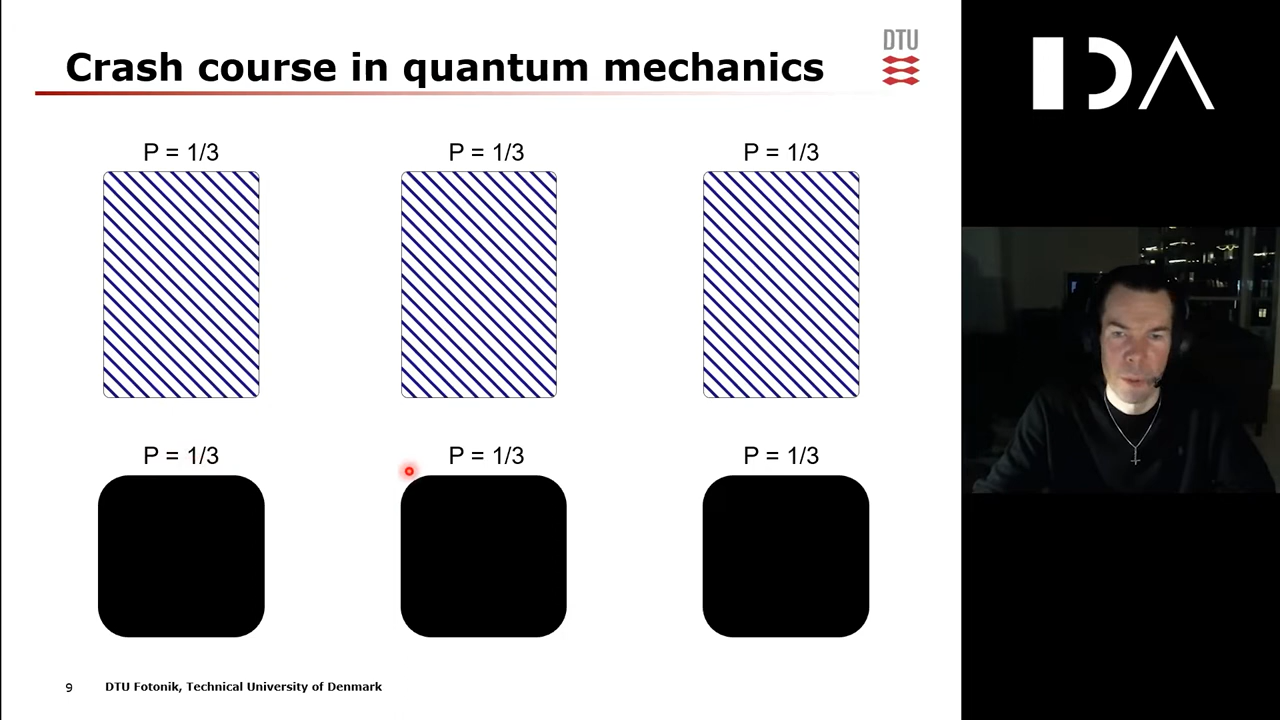 Crash course in quantum mechanics
DTU
IDA
P = 1/3
P = 1/3
P = 1/3
P = 1/3
P = 1/3
P = 1/3
9
DTU Fotonik, Technical University of Denmark